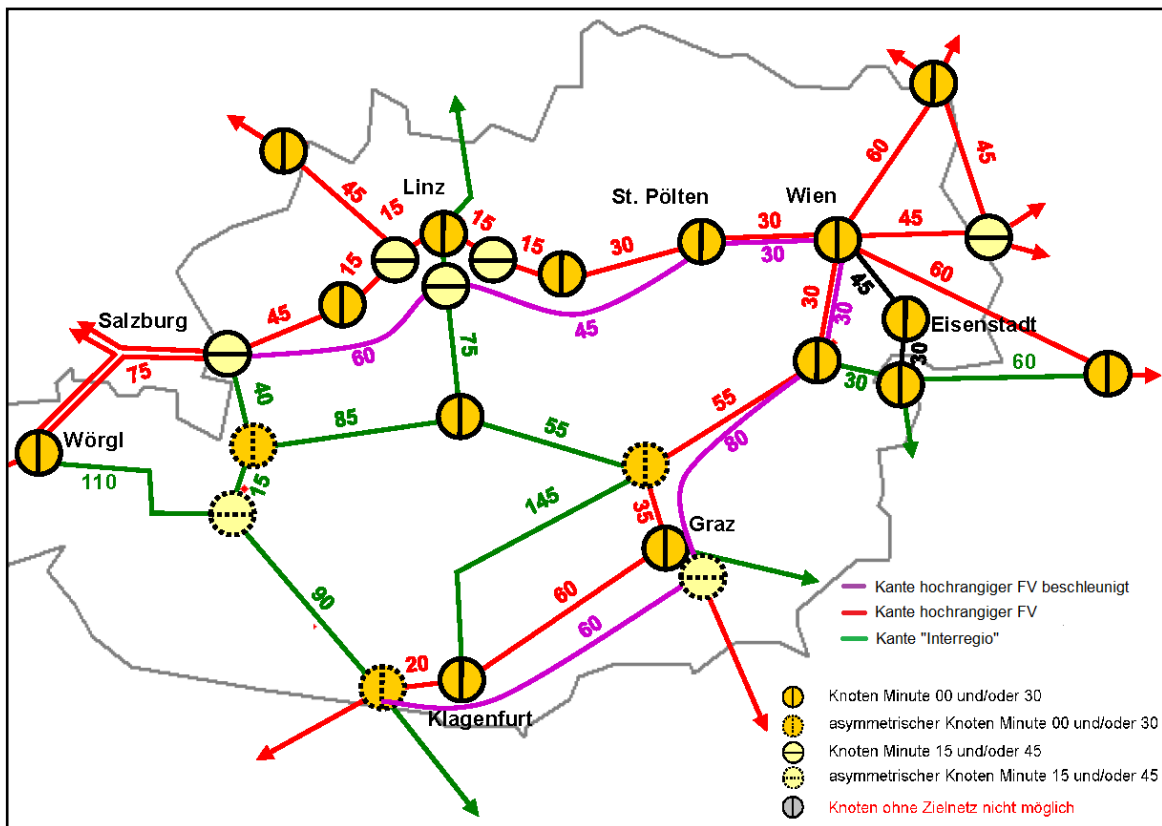 60
45
45
Linz
15
St. Pölten
Wien
15
15
30
30
45
30
15
60
Salzburg
45
45
30
30
45
Eisenstadt
75
60
75
30
30
60
40
85
55
55
80
Wörgl
110
15
145
35
Graz
90
60
60
20
Klagenfurt
Kante hochrangiger FV beschleunigt
Kante hochrangiger FV
Kante "Interregio"
Knoten Minute 00 und/oder 30
asymmetrischer Knoten Minute 00 und/oder 30
Knoten Minute 15 und/oder 45
asymmetrischer Knoten Minute 15 und/oder 45
Knoten ohne Zielnetz nicht möglich